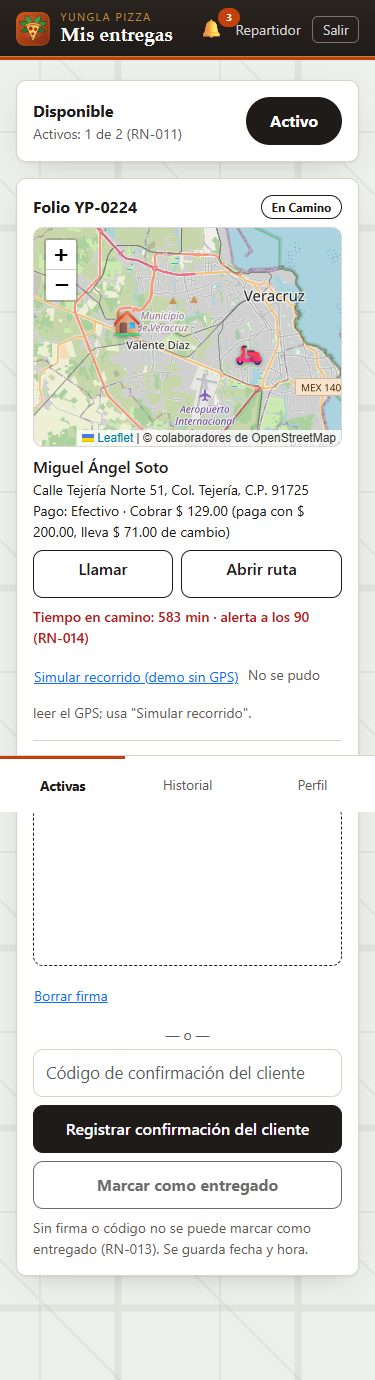 YUNGLA PIZZA
Mis entregas
3
Repartidor
Salir
Disponible
Activos: 1 de 2 (RN-011)
Activo
Folio YP-0224
En Camino
+
−
Veracruz
Municipio
de Veracruz
Valente Díaz
MEX 140
Aeropuerto
Internacional
Leaflet | © colaboradores de OpenStreetMap
Miguel Ángel Soto
Calle Tejería Norte 51, Col. Tejería, C.P. 91725
Pago: Efectivo · Cobrar $ 129.00 (paga con $
200.00, lleva $ 71.00 de cambio)
Llamar
Abrir ruta
Tiempo en camino: 583 min · alerta a los 90
(RN-014)
Simular recorrido (demo sin GPS) No se pudo
leer el GPS; usa "Simular recorrido".
Activas
Historial
Perfil
Borrar firma
— o —
Código de confirmación del cliente
Registrar confirmación del cliente
Marcar como entregado
Sin firma o código no se puede marcar como
entregado (RN-013). Se guarda fecha y hora.